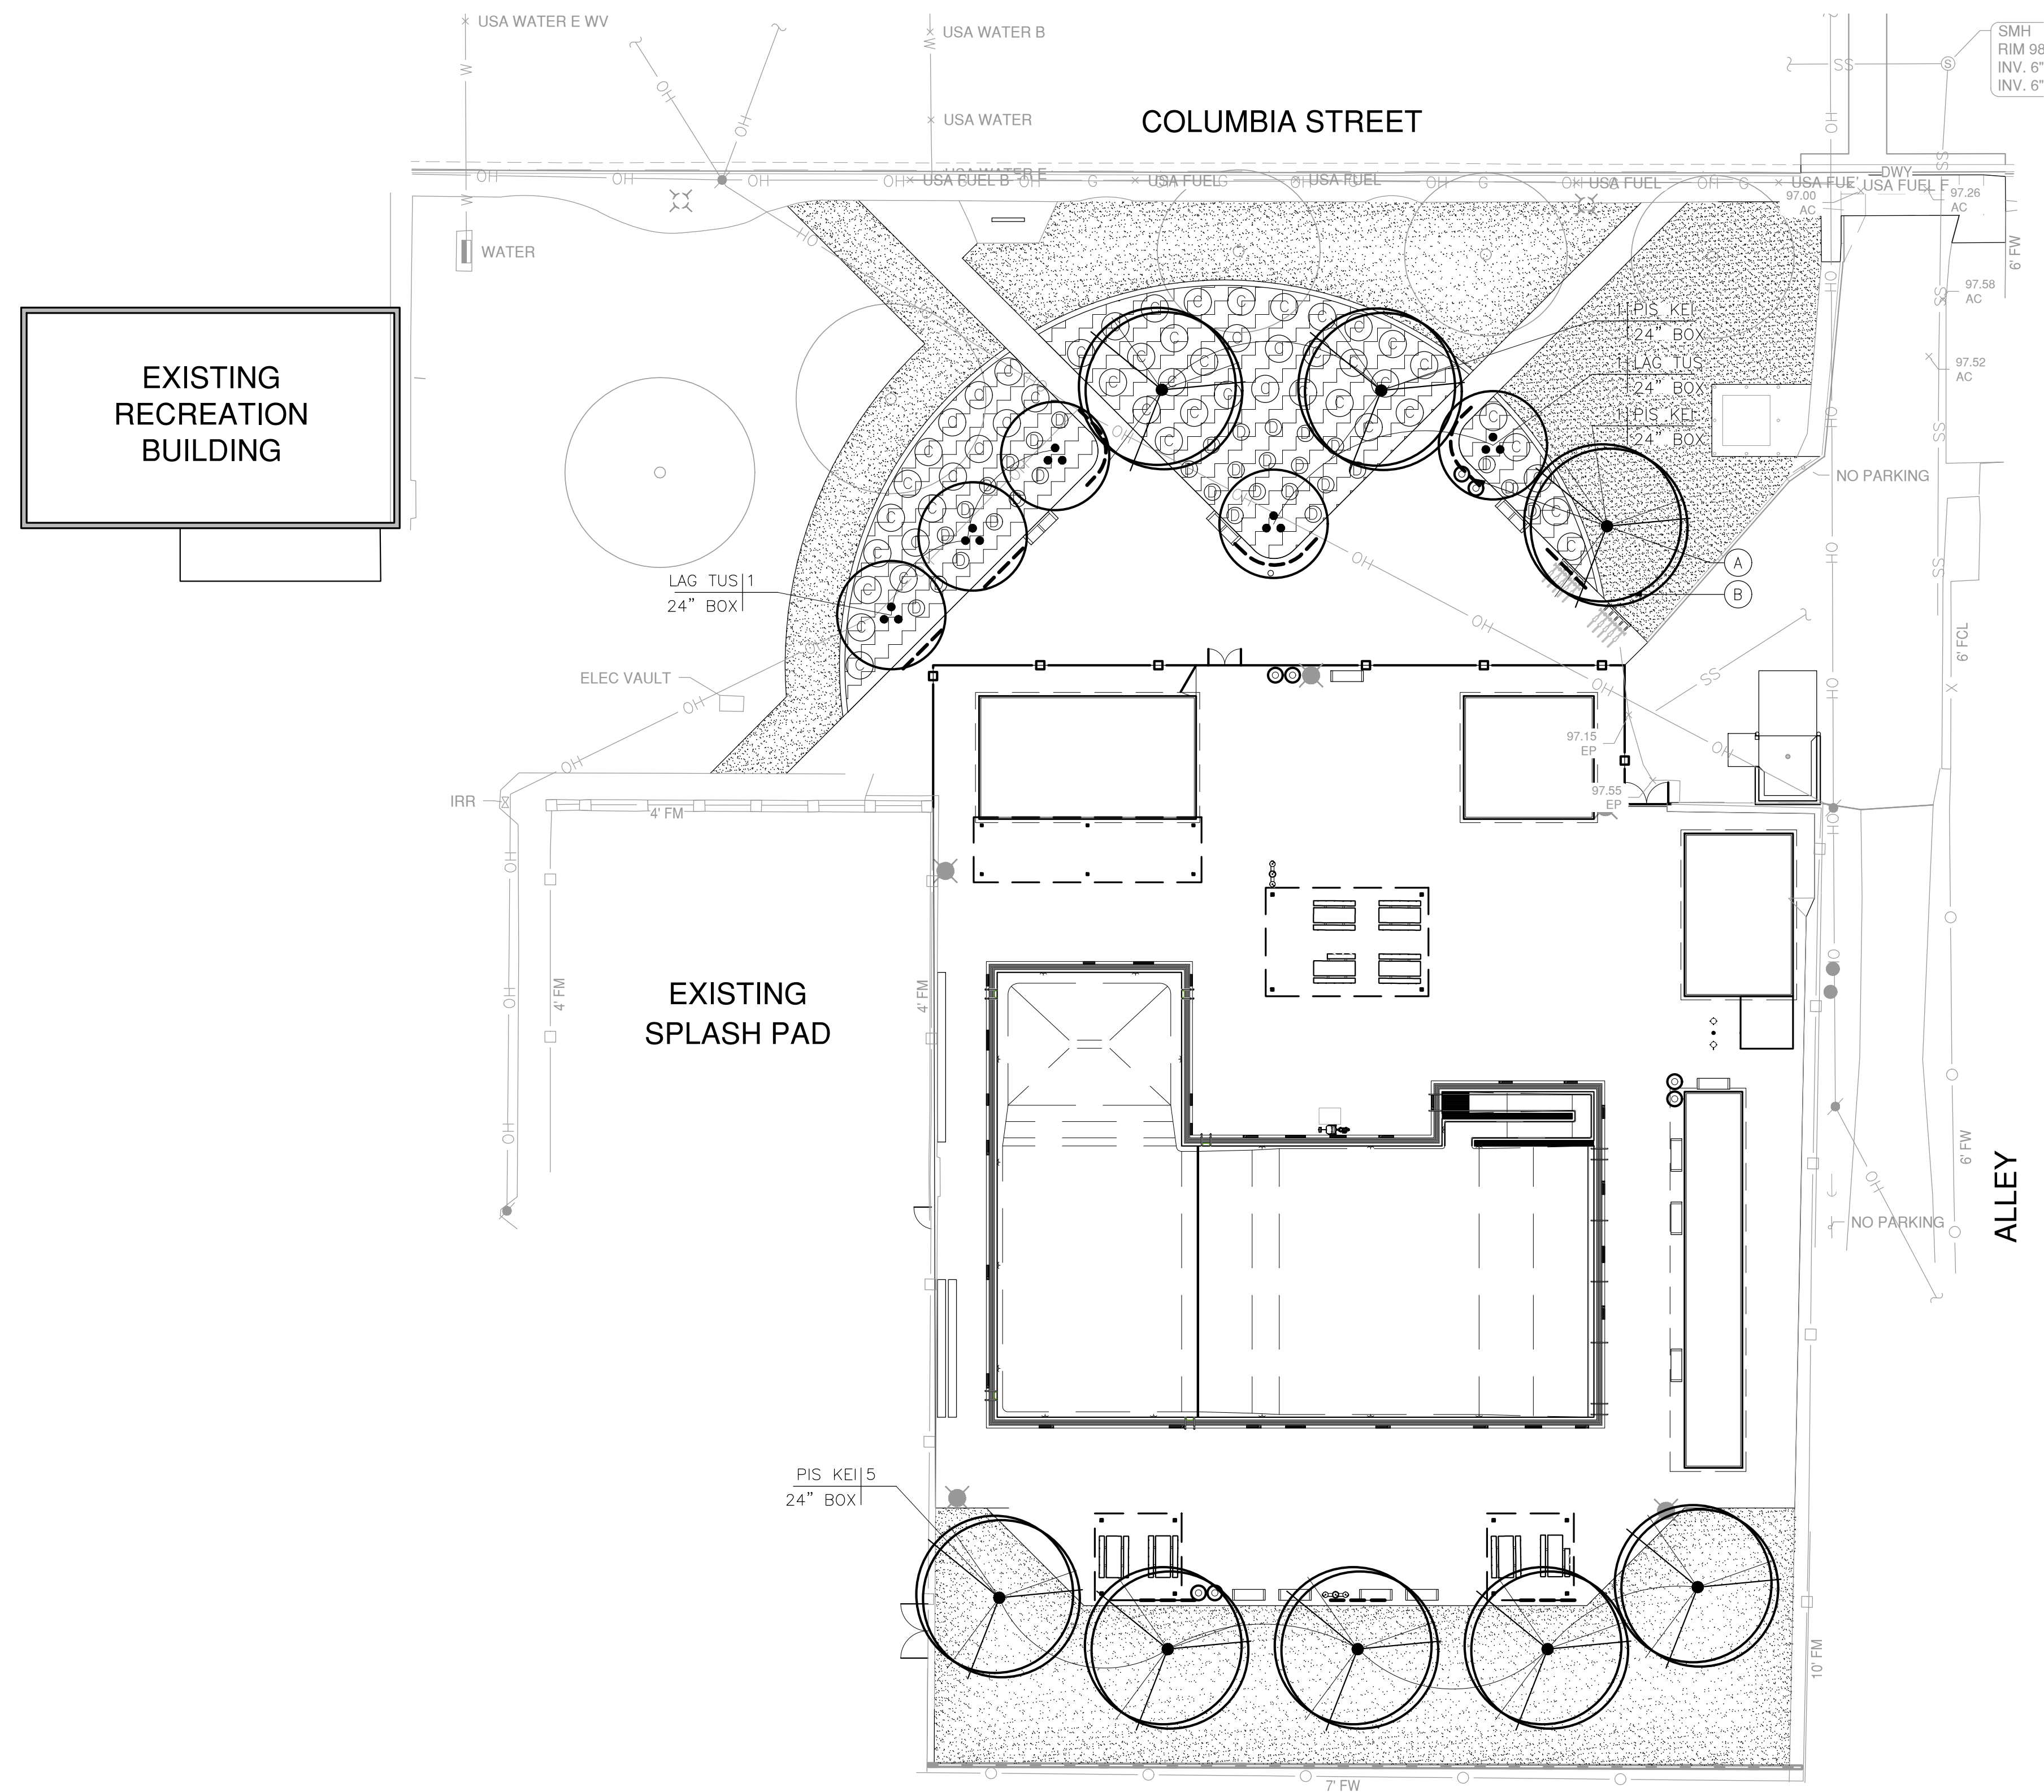 USA WATER E WV
USA WATER B
SMH
RIM 98
INV. 6"
INV. 6"
USA WATER
COLUMBIA STREET
DWY
USA WATER E
USA FUEL B
USA FUEL
USA FUEL
USA FUEL
USA FUE
USA FUEL F
97.00
AC
97.26
AC
WATER
6' FW
97.58
AC
1 PIS KEI
24" BOX
1 LAG TUS
24" BOX
1 PIS KEI
24" BOX
97.52
AC
EXISTING
RECREATION
BUILDING
NO PARKING
A
B
LAG TUS 1
24" BOX
6' FCL
ELEC VAULT
97.15
EP
97.55
EP
IRR
4' FM
4' FM
4' FM
EXISTING
SPLASH PAD
6' FW
ALLEY
NO PARKING
PIS KEI 5
24" BOX
10' FM
7' FW